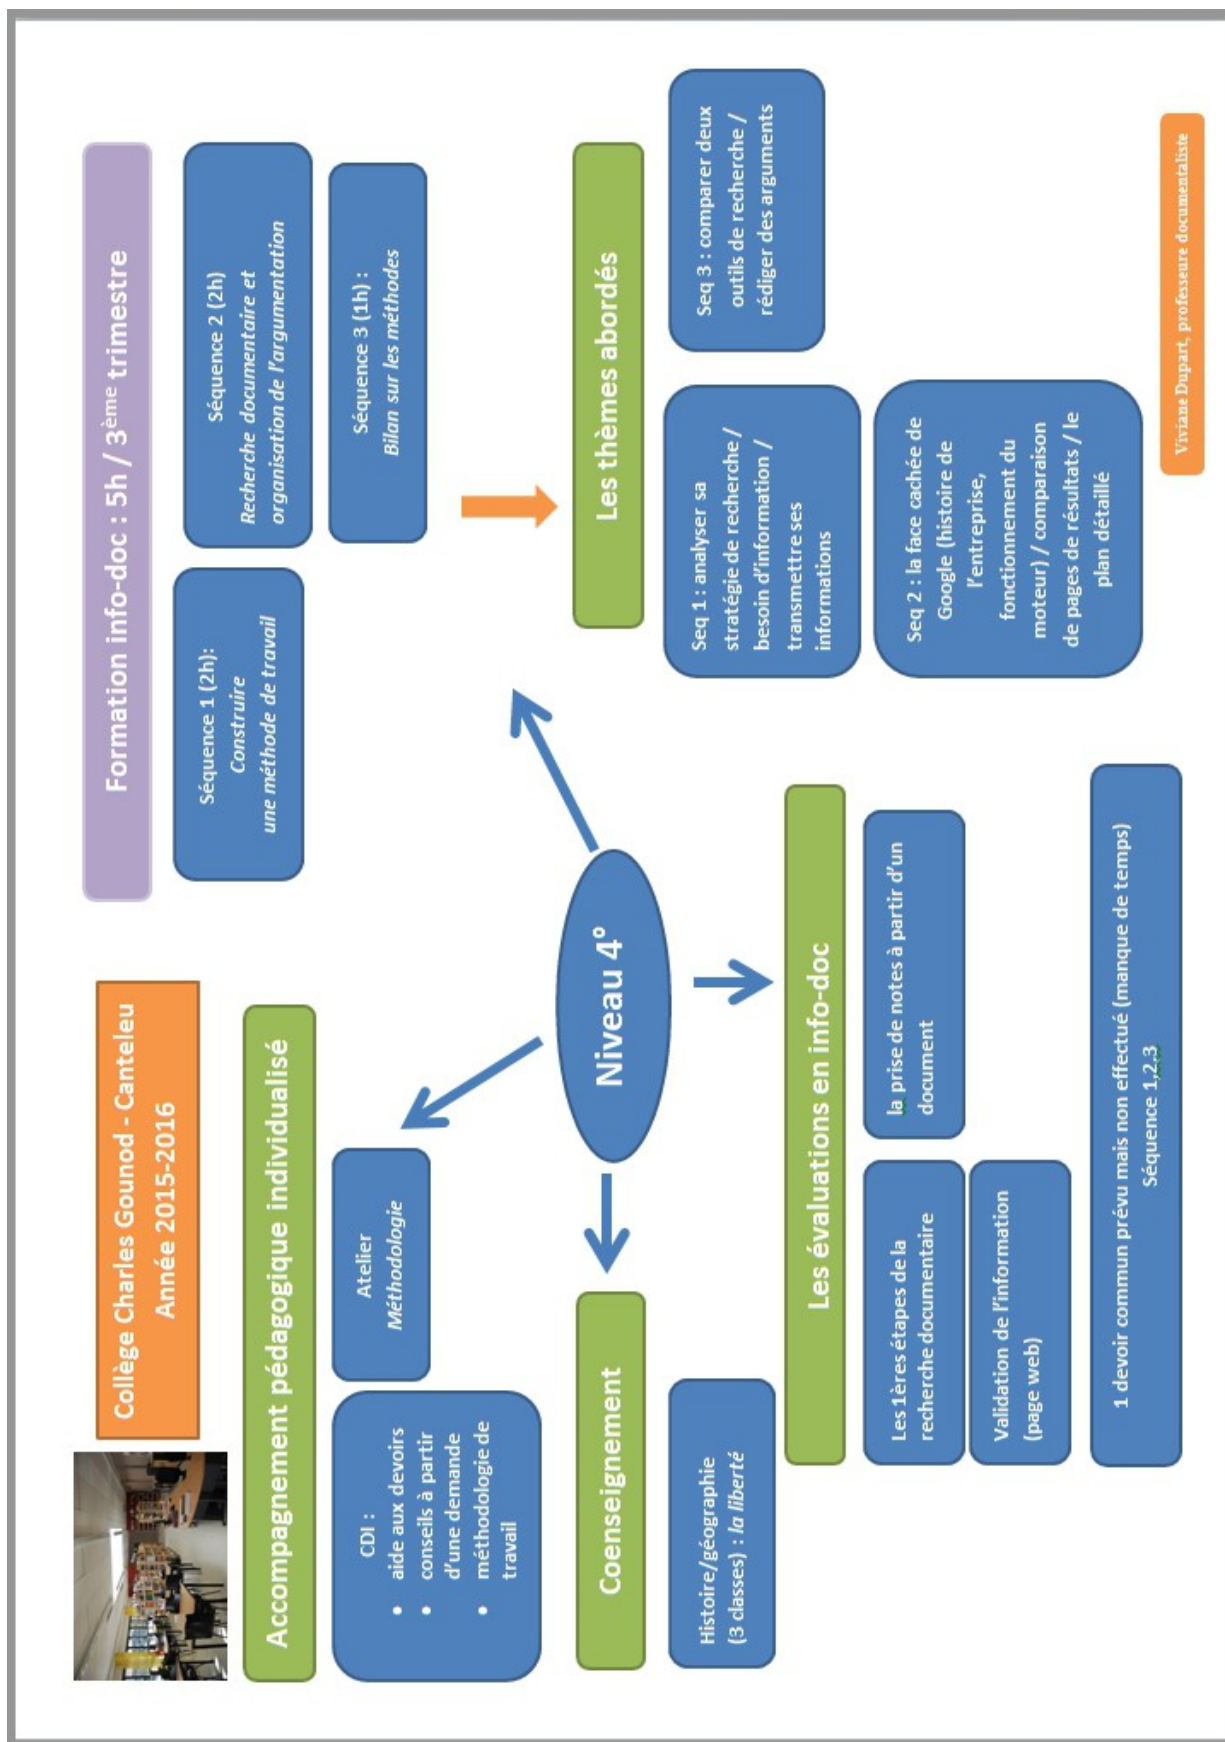 Collège Charles Gounod - Canteleu
Année 2015-2016
Formation info-doc : 5h / 3ème trimestre
Séquence 1 (2h):
Construire
une méthode de travail
Séquence 2 (2h)
Recherche documentaire et
organisation de l'argumentation
Séquence 3 (1h) :
Bilan sur les méthodes
Accompagnement pédagogique individualisé
CDI :
• aide aux devoirs
• conseils à partir
d'une demande
• méthodologie de
travail
Atelier
Méthodologie
Niveau 4°
Les thèmes abordés
Seq 1 : analyser sa
stratégie de recherche /
besoin d'information /
transmettre ses
informations
Seq 3 : comparer deux
outils de recherche /
rédiger des arguments
Seq 2 : la face cachée de
Google (histoire de
l'entreprise,
fonctionnement du
moteur) / comparaison
de pages de résultats / le
plan détaillé
Coenseignement
Histoire/géographie
(3 classes) : la liberté
Les évaluations en info-doc
Les 1ères étapes de la
recherche documentaire
la prise de notes à partir d'un
document
Validation de l'information
(page web)
1 devoir commun prévu mais non effectué (manque de temps)
Séquence 1,2,3
Viviane Dupart, professeure documentaliste